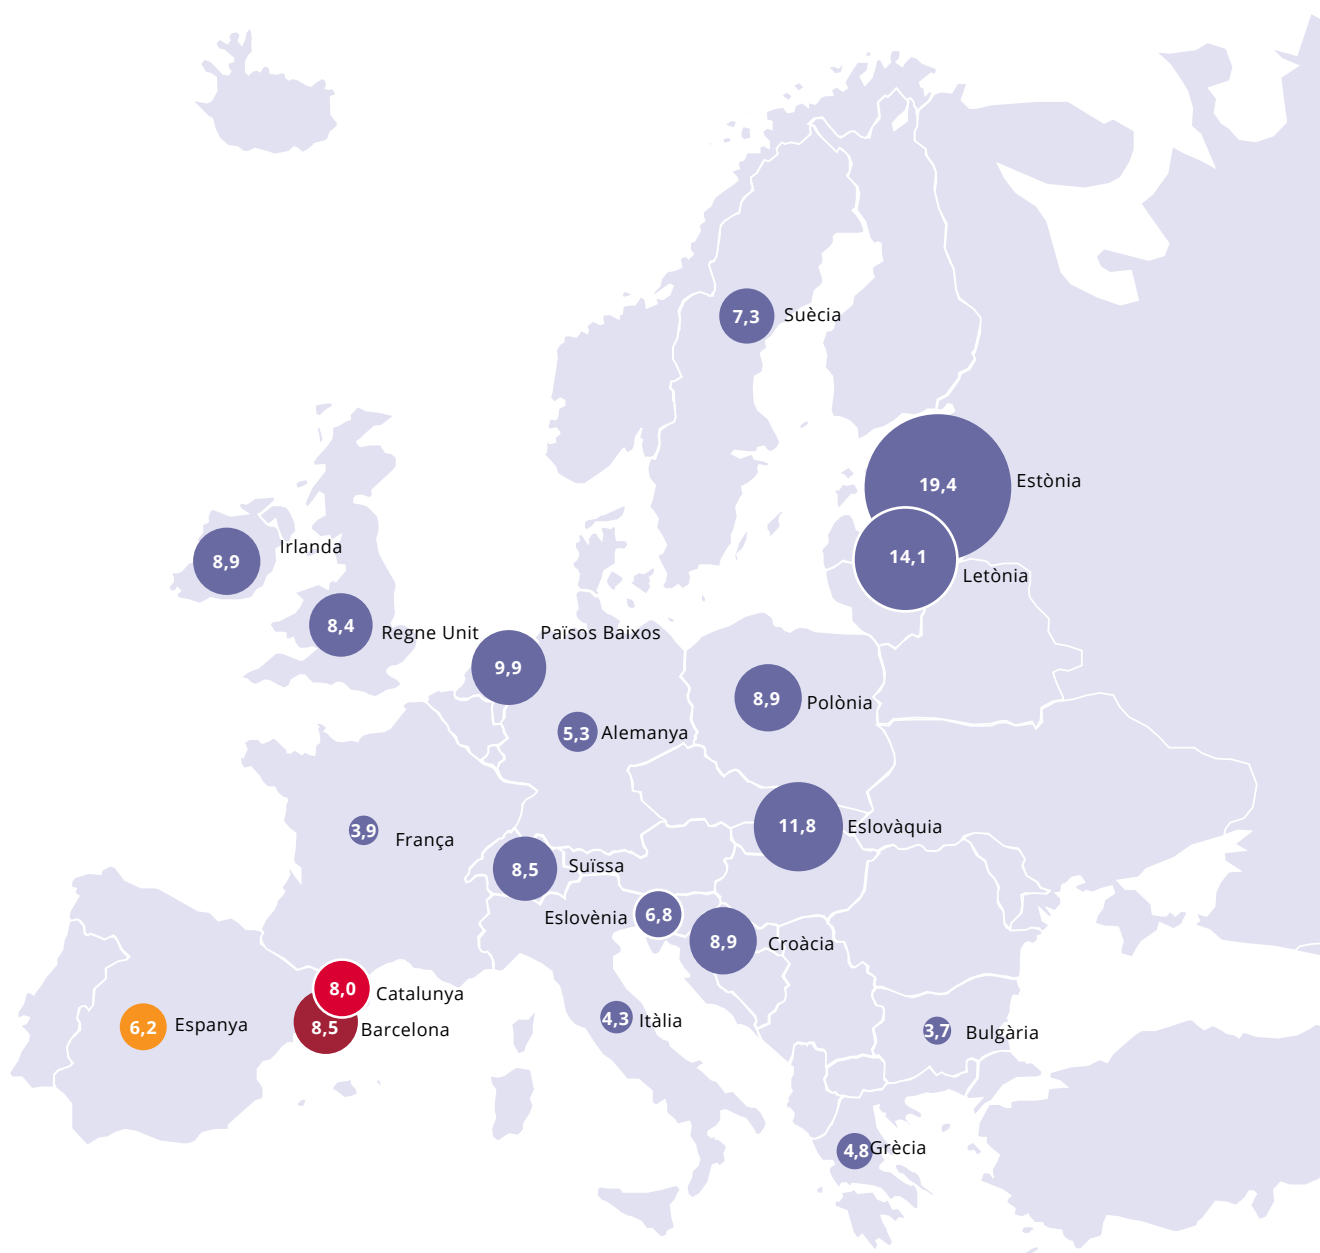 7,3 Suècia
19,4 Estònia
14,1
Letònia
Irlanda
8,9
8,4 Regne Unit
Països Baixos
9,9
8,9 Polònia
5,3 Alemanya
11,8 Eslovàquia
3,9 França
8,5 Suïssa
Eslovènia 6,8
8,9 Croàcia
8,0 Catalunya
6,2 Espanya
8,5 Barcelona
4,3 Itàlia
3,7 Bulgària
4,8 Grècia